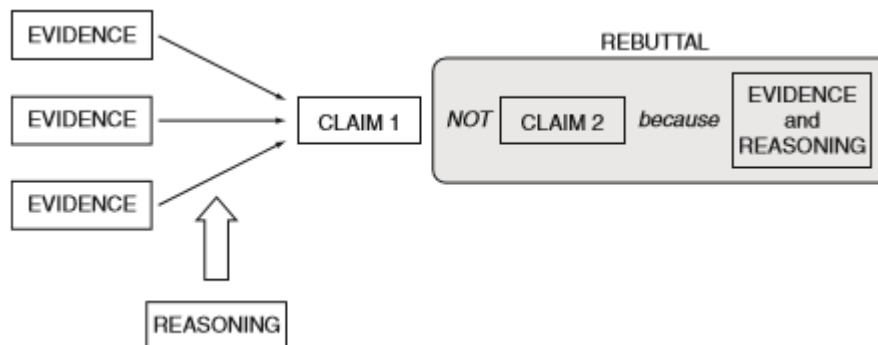 EVIDENCE
EVIDENCE
EVIDENCE
REASONING
CLAIM 1
REBUTTAL
NOT CLAIM 2 because
EVIDENCE
and
REASONING